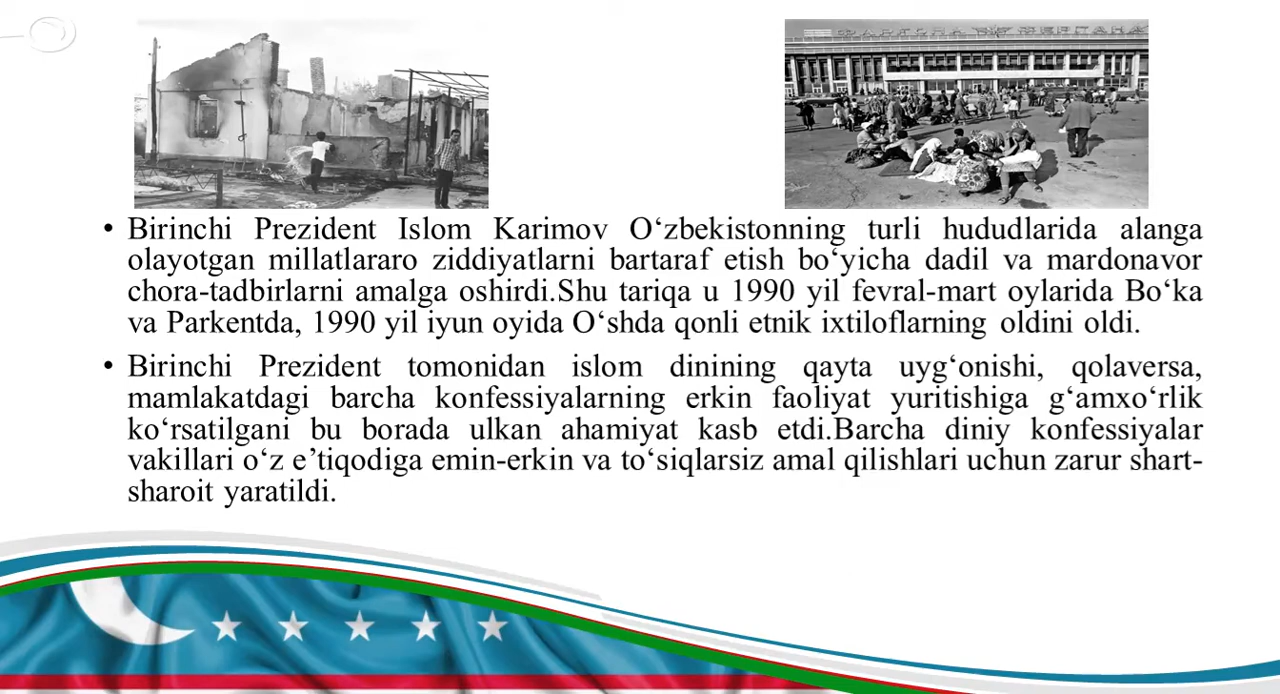 ФАРҒОНА ФЕРГАНА
• Birinchi Prezident Islom Karimov O‘zbekistonning turli hududlarida alanga
olayotgan millatlararo ziddiyatlarni bartaraf etish bo‘yicha dadil va mardonavor
chora-tadbirlarni amalga oshirdi.Shu tariqa u 1990 yil fevral-mart oylarida Bo‘ka
va Parkentda, 1990 yil iyun oyida O‘shda qonli etnik ixtiloflarning oldini oldi.
• Birinchi Prezident tomonidan islom dinining qayta uyg‘onishi, qolaversa,
mamlakatdagi barcha konfessiyalarning erkin faoliyat yuritishiga g‘amxo‘rlik
ko‘rsatilgani bu borada ulkan ahamiyat kasb etdi.Barcha diniy konfessiyalar
vakillari o‘z e’tiqodiga emin-erkin va to‘siqlarsiz amal qilishlari uchun zarur shart-
sharoit yaratildi.